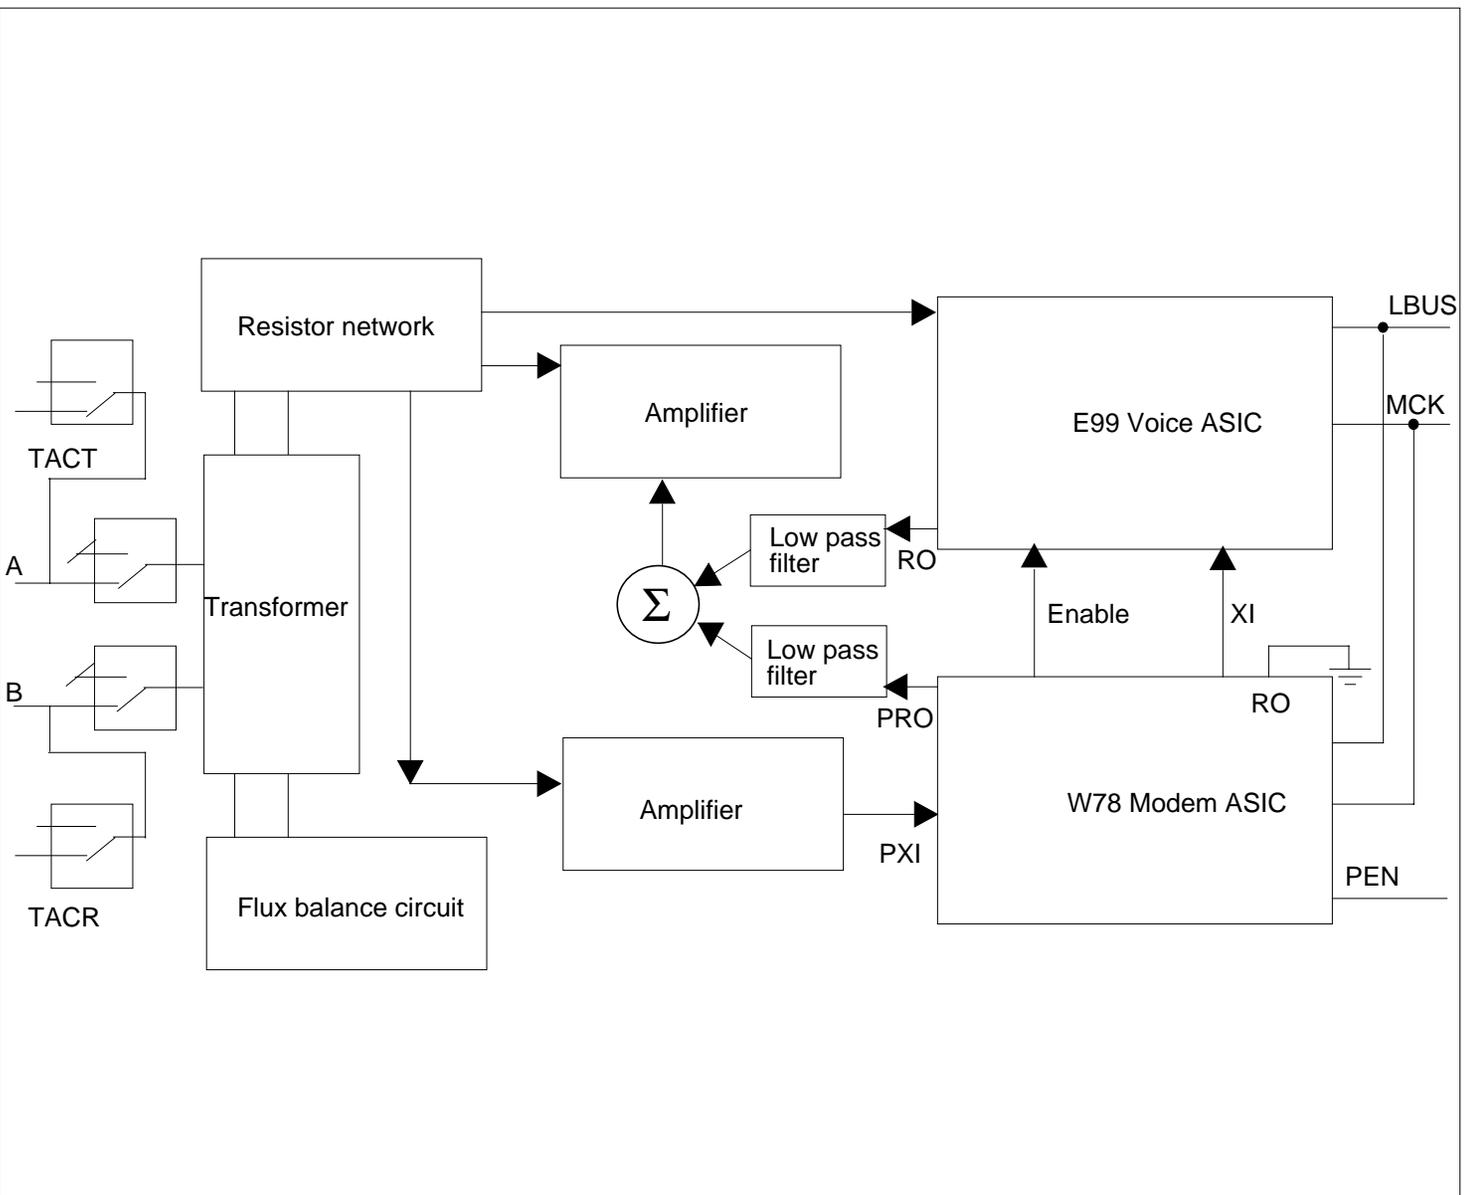 LBUS
Resistor network
MCK
Amplifier
E99 Voice ASIC
TACT
Low pass
filter
RO
A
Transformer
Σ
Enable
XI
Low pass
filter
B
RO
PRO
W78 Modem ASIC
Amplifier
PXI
PEN
Flux balance circuit
TACR